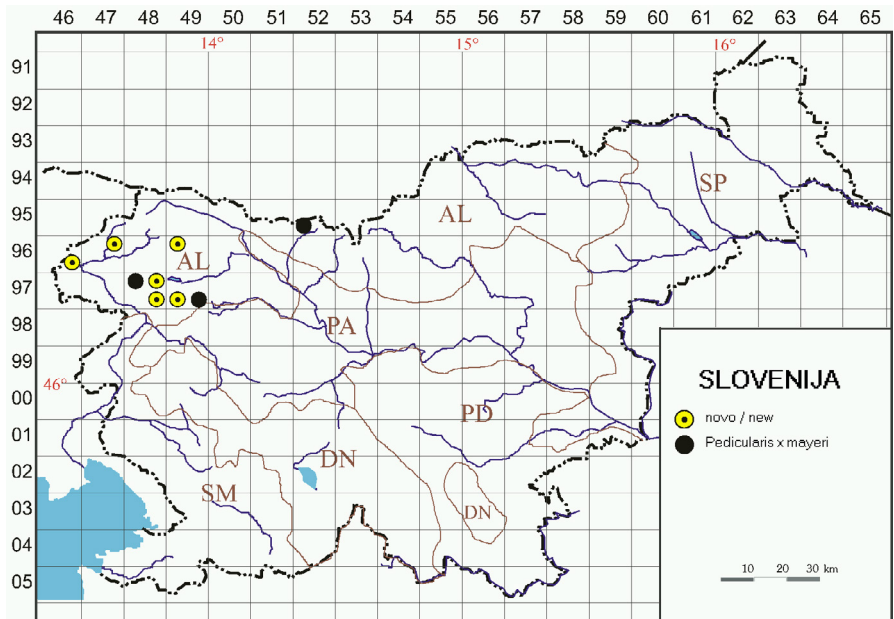 46 47 48 49 50 51 52 53 54 55 56 57 58 59 60 61 62 63 64 65
14° 15° 16°
91
92
93
94
SP
95
AL
96
AL
97
98
PA
99
46°
00
SLOVENIJA
PD
novo / new
01
Pedicularis x mayeri
02
DN
SM
03
DN
04
05
10 20 30 km